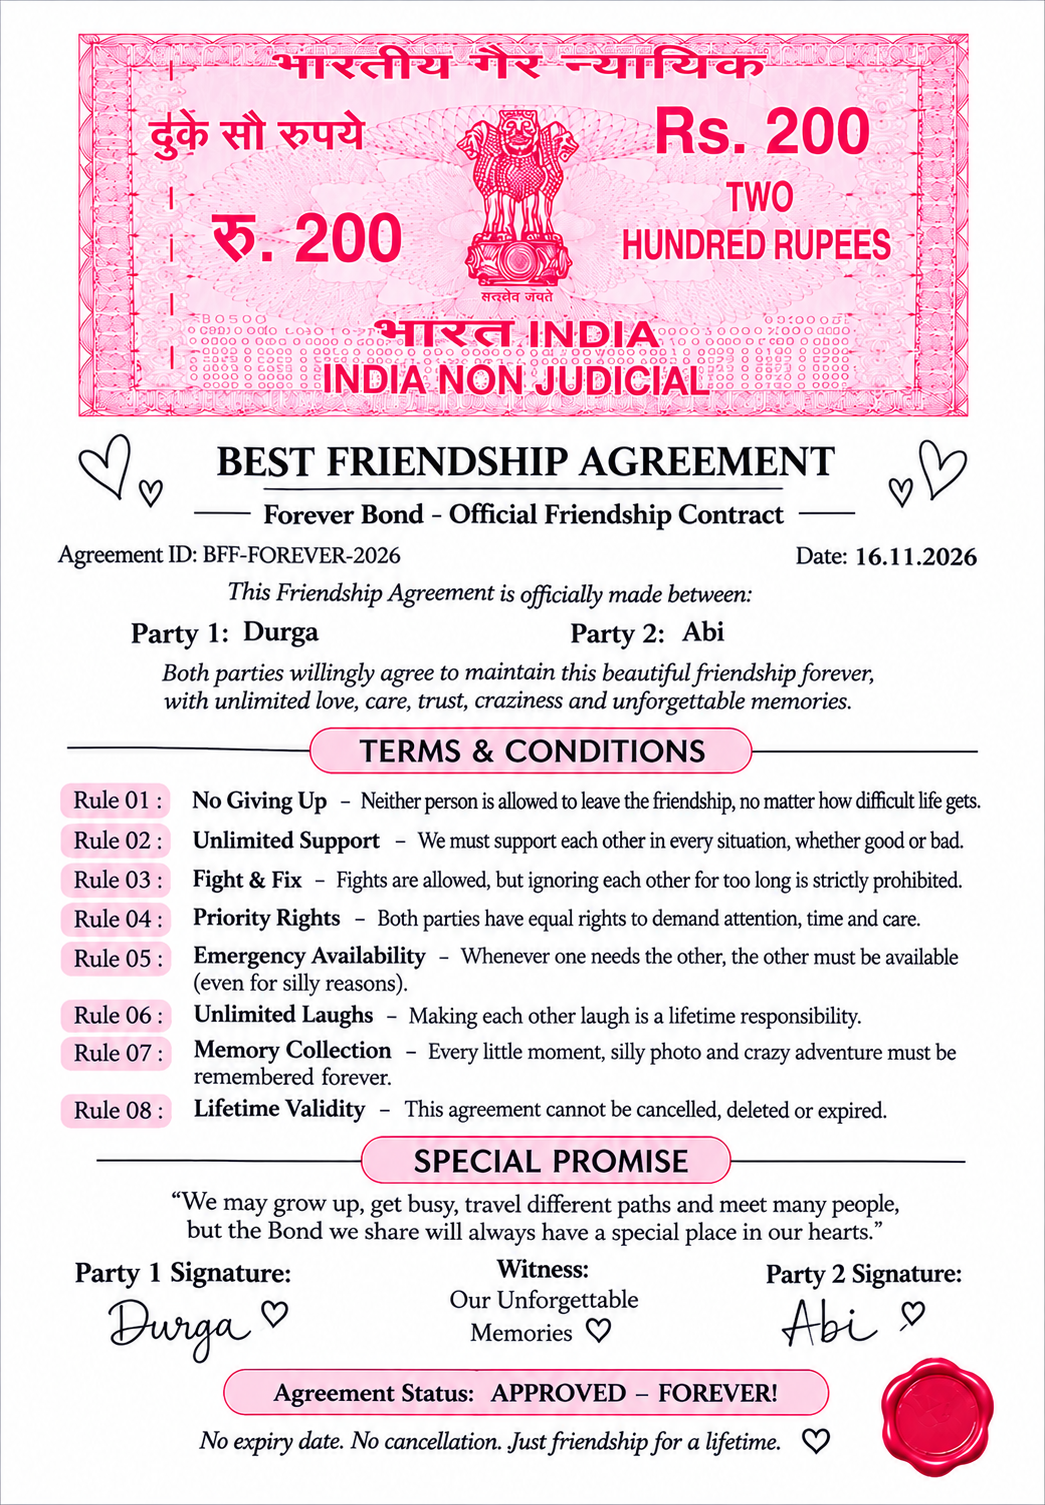 भारतीय गैर न्यायिक
दुके सौ रुपये
Rs. 200
रु. 200
TWO
HUNDRED RUPEES
सत्यमेव जयते
भारत INDIA
INDIA NON JUDICIAL
BEST FRIENDSHIP AGREEMENT
Forever Bond – Official Friendship Contract
Agreement ID: BFF-FOREVER-2026
Date: 16.11.2026
This Friendship Agreement is officially made between:
Party 1: Durga
Party 2: Abi
Both parties willingly agree to maintain this beautiful friendship forever,
with unlimited love, care, trust, craziness and unforgettable memories.
TERMS & CONDITIONS
Rule 01 : No Giving Up – Neither person is allowed to leave the friendship, no matter how difficult life gets.
Rule 02 : Unlimited Support – We must support each other in every situation, whether good or bad.
Rule 03 : Fight & Fix – Fights are allowed, but ignoring each other for too long is strictly prohibited.
Rule 04 : Priority Rights – Both parties have equal rights to demand attention, time and care.
Rule 05 : Emergency Availability – Whenever one needs the other, the other must be available
(even for silly reasons).
Rule 06 : Unlimited Laughs – Making each other laugh is a lifetime responsibility.
Rule 07 : Memory Collection – Every little moment, silly photo and crazy adventure must be
remembered forever.
Rule 08 : Lifetime Validity – This agreement cannot be cancelled, deleted or expired.
SPECIAL PROMISE
“We may grow up, get busy, travel different paths and meet many people,
but the Bond we share will always have a special place in our hearts.”
Party 1 Signature:
Durga
Witness:
Our Unforgettable
Memories
Party 2 Signature:
Abi
Agreement Status: APPROVED – FOREVER!
No expiry date. No cancellation. Just friendship for a lifetime.